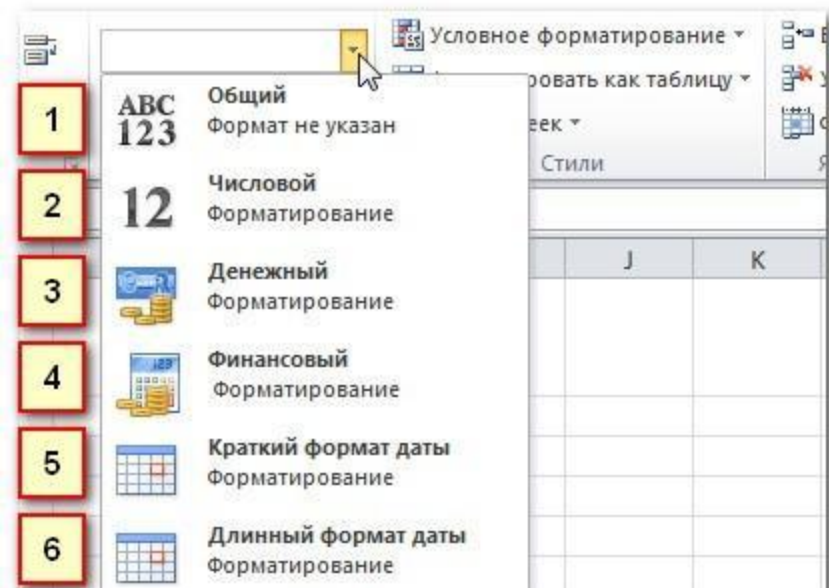 Условное форматирование
ровать как таблицу
еек
Стили
1
ABC
123
Общий
Формат не указан
2
12
Числовой
Форматирование
3
Денежный
Форматирование
4
Финансовый
Форматирование
5
Краткий формат даты
Форматирование
6
Длинный формат даты
Форматирование
J
K